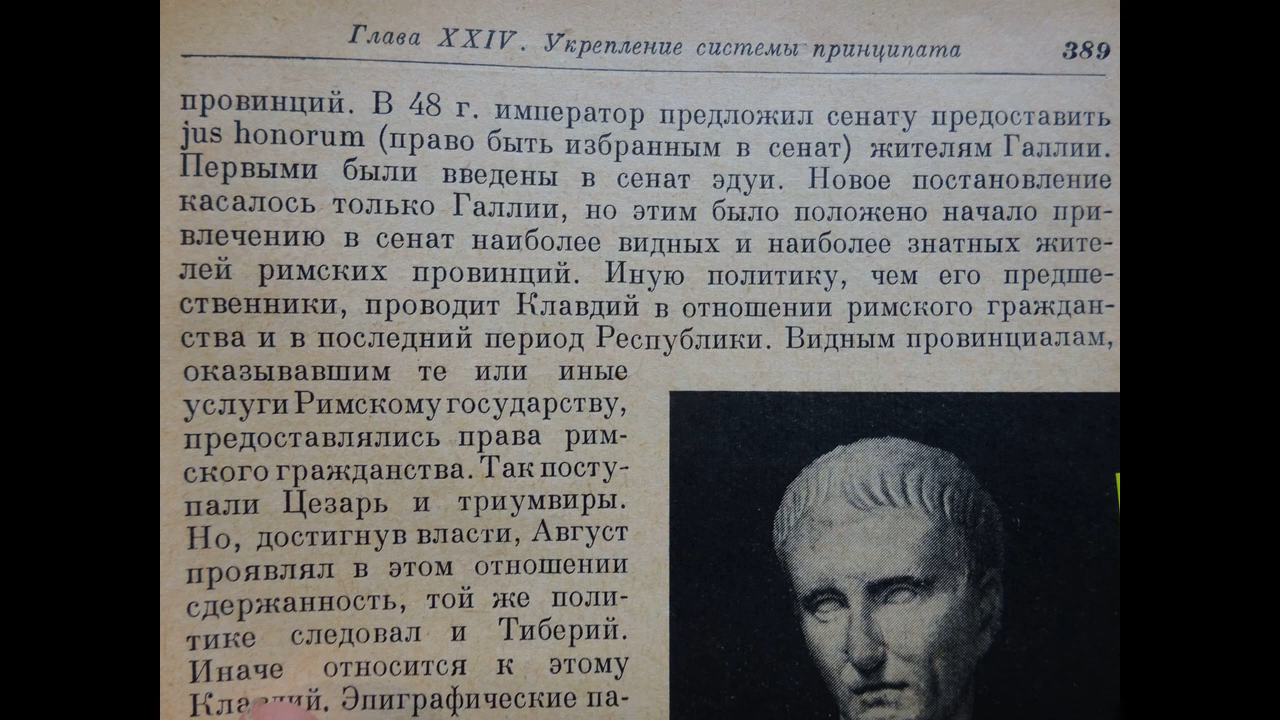 Глава XXIV. Укрепление системы принципата 389
провинций. В 48 г. император предложил сенату предоставить
jus honorum (право быть избранным в сенат) жителям Галлии.
Первыми были введены в сенат эдуи. Новое постановление
касалось только Галлии, но этим было положено начало при-
влечению в сенат наиболее видных и наиболее знатных жите-
лей римских провинций. Иную политику, чем его предше-
ственники, проводит Клавдий в отношении римского граждан-
ства и в последний период Республики. Видным провинциалам,
оказывавшим те или иные
услуги Римскому государству,
предоставлялись права рим-
ского гражданства. Так посту-
пали Цезарь и триумвиры.
Но, достигнув власти, Август
проявлял в этом отношении
сдержанность, той же поли-
тике следовал и Тиберий.
Иначе относится к этому
Клавдий. Эпиграфические па-